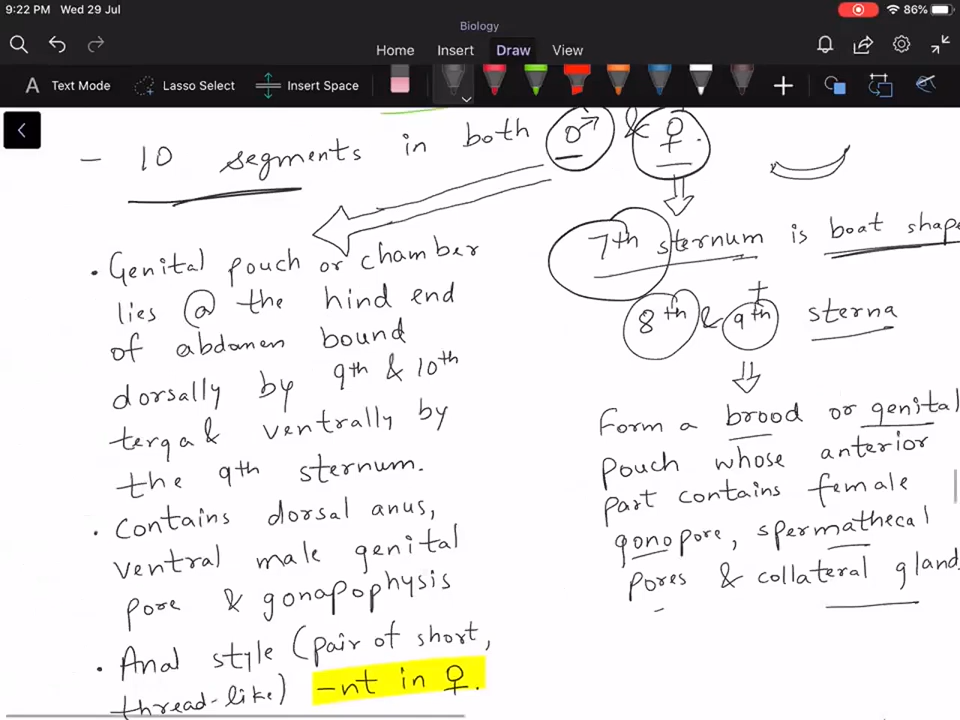 9:22 PM Wed 29 Jul
86%
Biology
Home Insert Draw View
Text Mode Lasso Select Insert Space
- 10 segments in both ♂ & ♀
7th sternum is boat shape
8th & 9th sterna
Form a brood or genital
pouch whose anterior
part contains female
gonopore, spermathecal
pores & collateral gland
• Genital pouch or chamber
lies @ the hind end
of abdomen bound
dorsally by 9th & 10th
terga & ventrally by
the 9th sternum.
• Contains dorsal anus,
ventral male genital
pore & gonapophysis
• Anal style (pair of short,
thread-like) -nt in ♀.